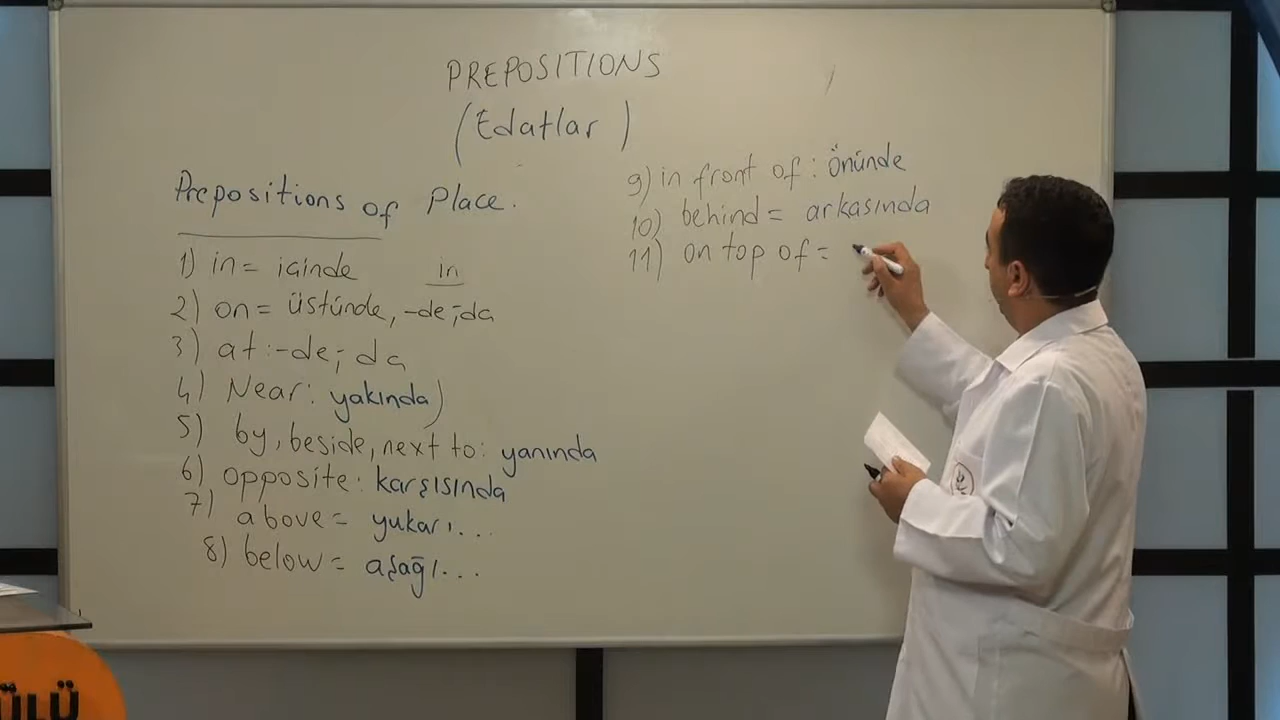 PREPOSITIONS
(Edatlar)
Prepositions of Place.
1) in = içinde in
2) on = üstünde, -de, da
3) at : -de, da
4) Near : yakında)
5) by, beside, next to : yanında
6) opposite : karşısında
7) above = yukarı...
8) below = aşağı...
9) in front of : önünde
10) behind = arkasında
11) on top of =
ÜLÜ